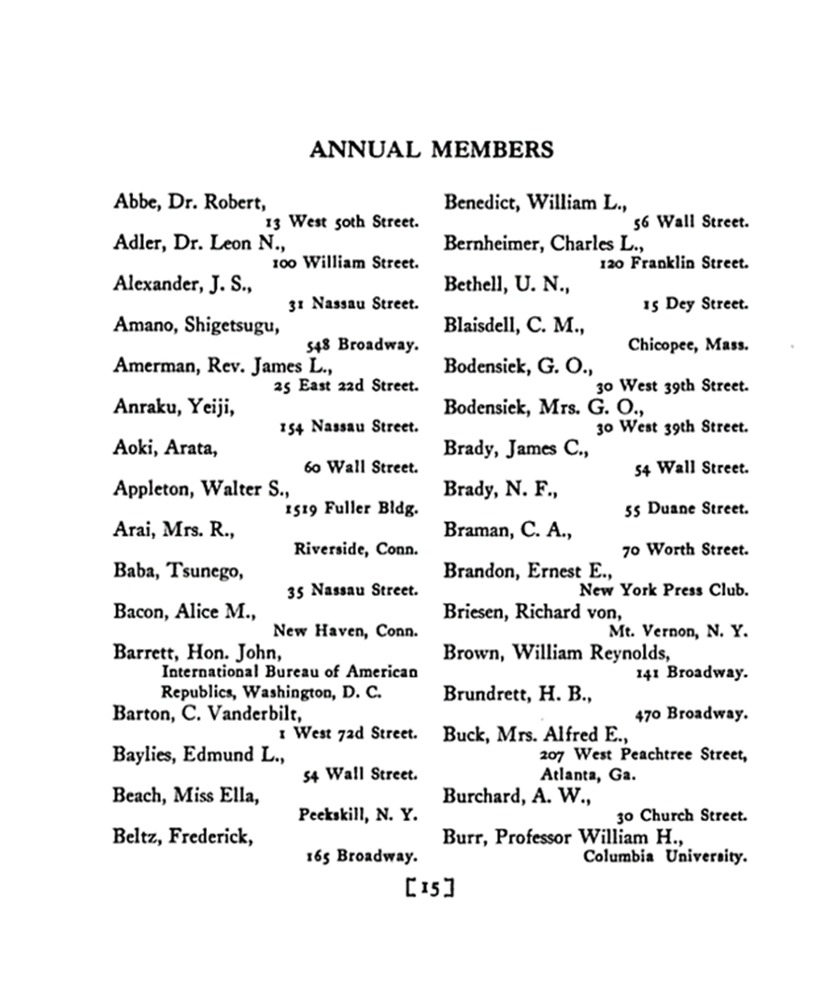 ANNUAL MEMBERS
Abbe, Dr. Robert,
13 West 50th Street.
Adler, Dr. Leon N.,
100 William Street.
Alexander, J. S.,
31 Nassau Street.
Amano, Shigetsugu,
548 Broadway.
Amerman, Rev. James L.,
25 East 22d Street.
Anraku, Yeiji,
154 Nassau Street.
Aoki, Arata,
60 Wall Street.
Appleton, Walter S.,
1519 Fuller Bldg.
Arai, Mrs. R.,
Riverside, Conn.
Baba, Tsunego,
35 Nassau Street.
Bacon, Alice M.,
New Haven, Conn.
Barrett, Hon. John,
International Bureau of American
Republics, Washington, D. C.
Barton, C. Vanderbilt,
1 West 72d Street.
Baylies, Edmund L.,
54 Wall Street.
Beach, Miss Ella,
Peekskill, N. Y.
Beltz, Frederick,
165 Broadway.
Benedict, William L.,
56 Wall Street.
Bernheimer, Charles L.,
120 Franklin Street.
Bethell, U. N.,
15 Dey Street.
Blaisdell, C. M.,
Chicopee, Mass.
Bodensiek, G. O.,
30 West 39th Street.
Bodensiek, Mrs. G. O.,
30 West 39th Street.
Brady, James C.,
54 Wall Street.
Brady, N. F.,
55 Duane Street.
Braman, C. A.,
70 Worth Street.
Brandon, Ernest E.,
New York Press Club.
Briesen, Richard von,
Mt. Vernon, N. Y.
Brown, William Reynolds,
141 Broadway.
Brundrett, H. B.,
470 Broadway.
Buck, Mrs. Alfred E.,
207 West Peachtree Street,
Atlanta, Ga.
Burchard, A. W.,
30 Church Street.
Burr, Professor William H.,
Columbia University.
[15]